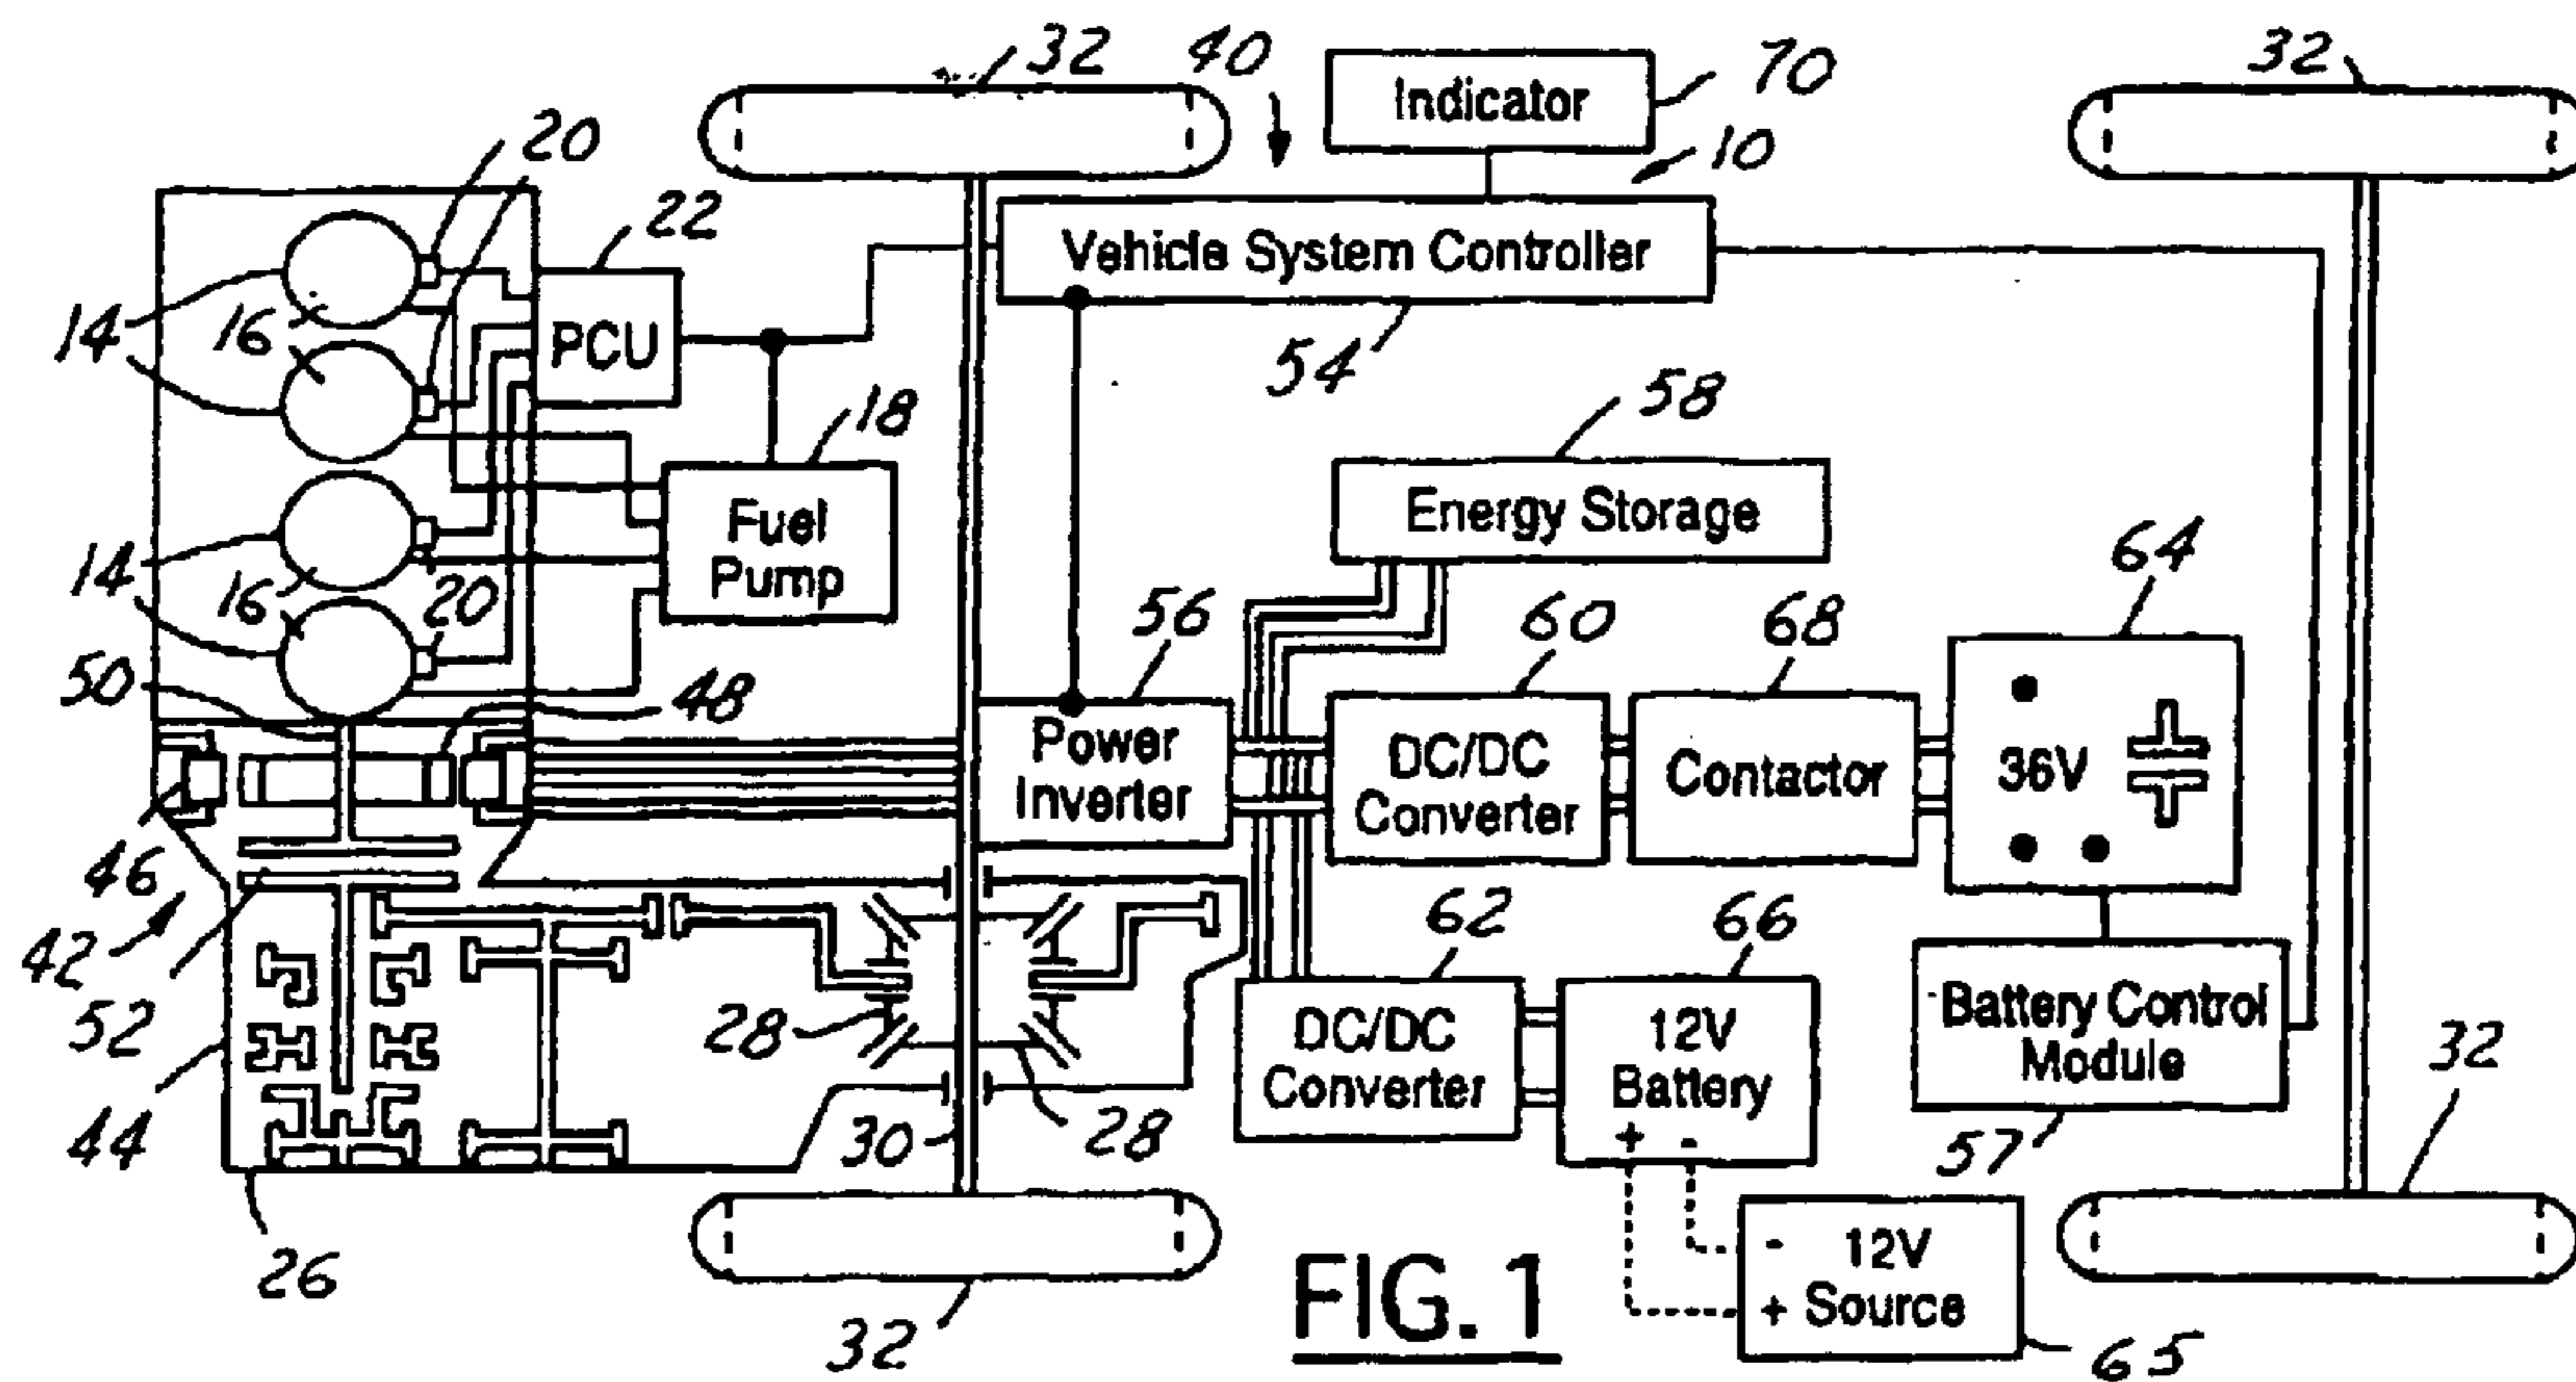 32
40
Indicator
70
32
20
10
22
Vehicle System Controller
14
16
PCU
54
18
58
Fuel
Pump
Energy Storage
64
14
16
20
56
60
68
50
48
Power
Inverter
DC/DC
Converter
Contactor
36V
46
62
66
42
52
28
DC/DC
Converter
12V
Battery
+ -
Battery Control
Module
32
44
30
28
57
26
- 12V
+ Source
32
FIG. 1
65